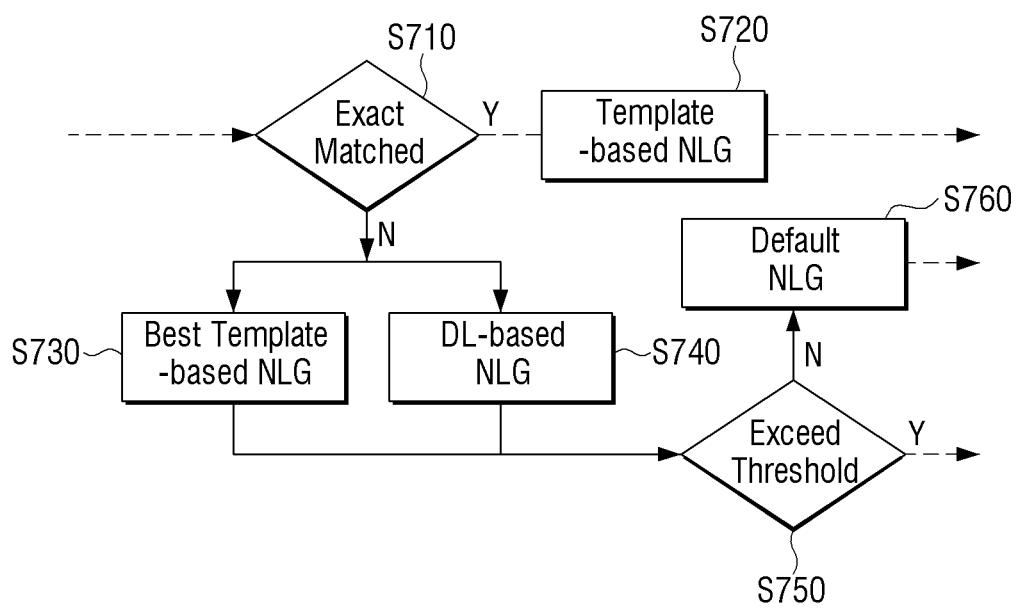 S710
S720
Exact
Matched
Y
Template
-based NLG
S760
N
Default
NLG
S730
Best Template
-based NLG
DL-based
NLG
S740
N
Exceed
Threshold
Y
S750